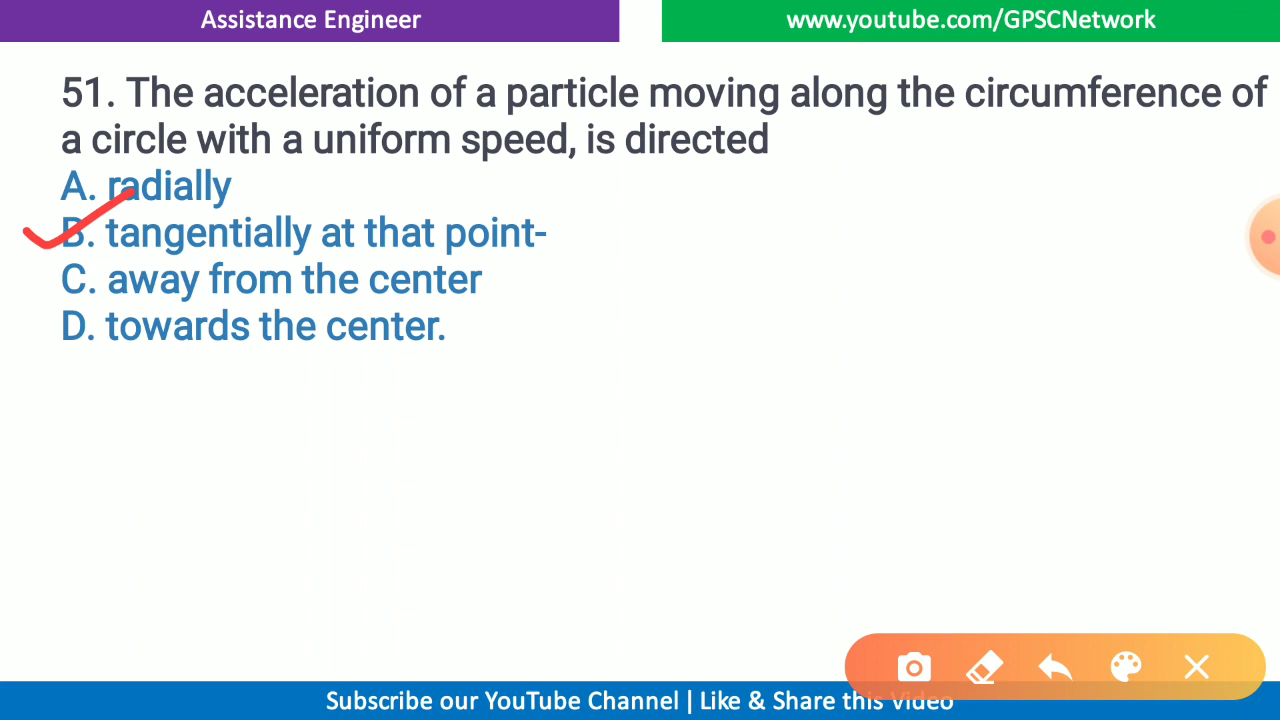 Assistance Engineer
www.youtube.com/GPSCNetwork
51. The acceleration of a particle moving along the circumference of
a circle with a uniform speed, is directed
A. radially
B. tangentially at that point-
C. away from the center
D. towards the center.
Subscribe our YouTube Channel | Like & Share this Video